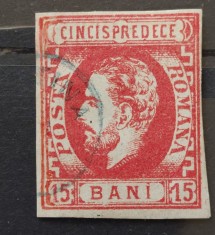 CINCISPREDECE
POSTA
ROMANA
15 BANI 15